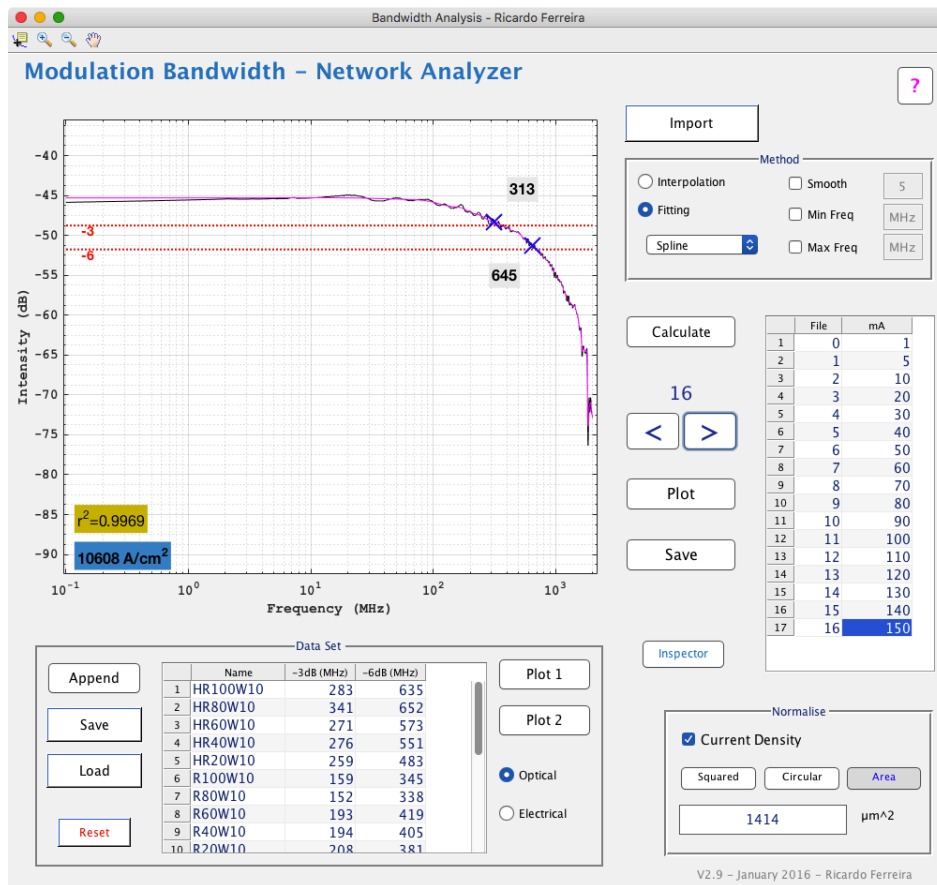 Bandwidth Analysis - Ricardo Ferreira
Modulation Bandwidth – Network Analyzer
?
Import
Method
Interpolation
Smooth
5
Fitting
Min Freq
MHz
Spline
Max Freq
MHz
-40
-45
-50
-55
-60
-65
-70
-75
-80
-85
-90
Intensity (dB)
313
-3
-6
645
r²=0.9969
10608 A/cm²
10⁻¹ 10⁰ 10¹ 10² 10³
Frequency (MHz)
Calculate
16
< >
Plot
Save
Inspector
File mA
1 0 1
2 1 5
3 2 10
4 3 20
5 4 30
6 5 40
7 6 50
8 7 60
9 8 70
10 9 80
11 10 90
12 11 100
13 12 110
14 13 120
15 14 130
16 15 140
17 16 150
Data Set
Append
Save
Load
Reset
Name -3dB (MHz) -6dB (MHz)
1 HR100W10 283 635
2 HR80W10 341 652
3 HR60W10 271 573
4 HR40W10 276 551
5 HR20W10 259 483
6 R100W10 159 345
7 R80W10 152 338
8 R60W10 193 419
9 R40W10 194 405
10 R20W10 208 381
Plot 1
Plot 2
Optical
Electrical
Normalise
Current Density
Squared Circular Area
1414 µm^2
V2.9 – January 2016 – Ricardo Ferreira